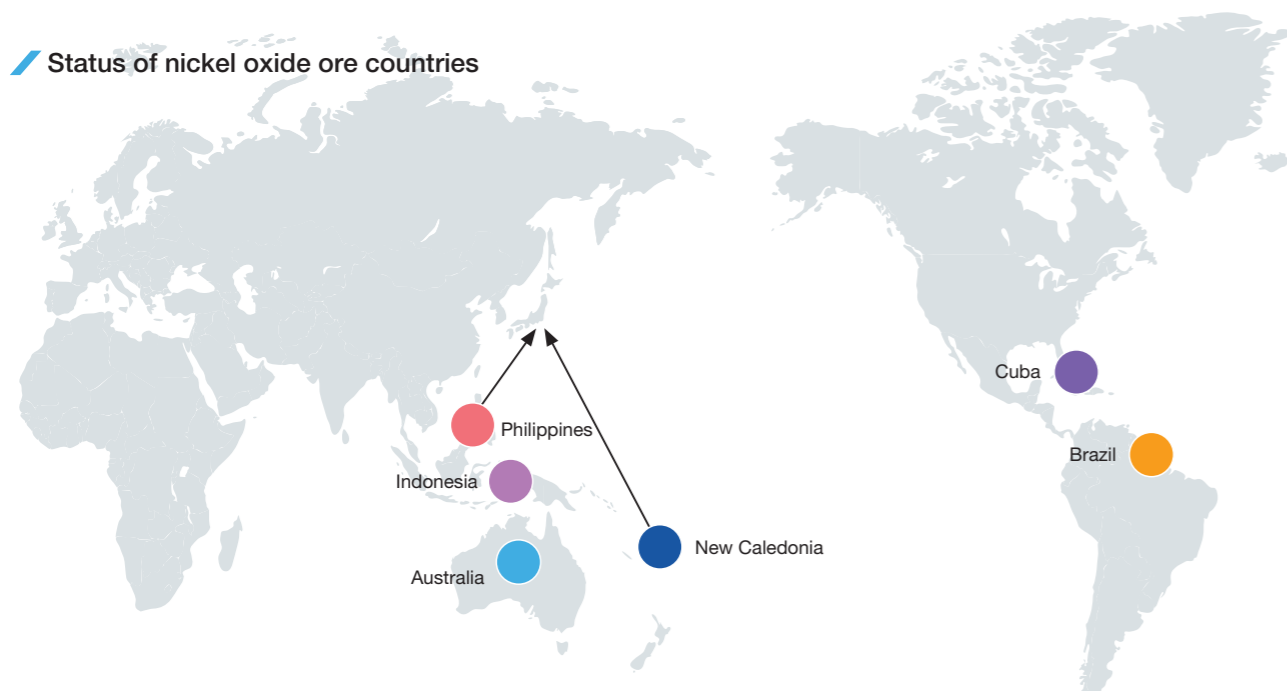 Status of nickel oxide ore countries
Cuba
Philippines
Brazil
Indonesia
New Caledonia
Australia